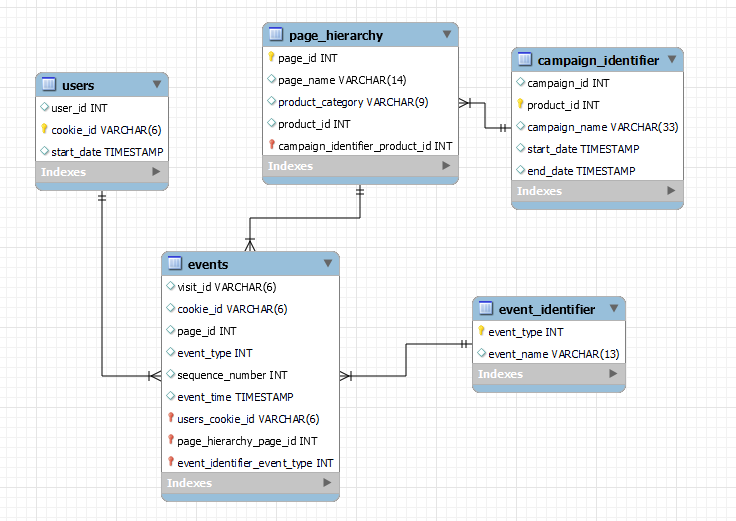 users
user_id INT
cookie_id VARCHAR(6)
start_date TIMESTAMP
Indexes
page_hierarchy
page_id INT
page_name VARCHAR(14)
product_category VARCHAR(9)
product_id INT
campaign_identifier_product_id INT
Indexes
campaign_identifier
campaign_id INT
product_id INT
campaign_name VARCHAR(33)
start_date TIMESTAMP
end_date TIMESTAMP
Indexes
events
visit_id VARCHAR(6)
cookie_id VARCHAR(6)
page_id INT
event_type INT
sequence_number INT
event_time TIMESTAMP
users_cookie_id VARCHAR(6)
page_hierarchy_page_id INT
event_identifier_event_type INT
Indexes
event_identifier
event_type INT
event_name VARCHAR(13)
Indexes